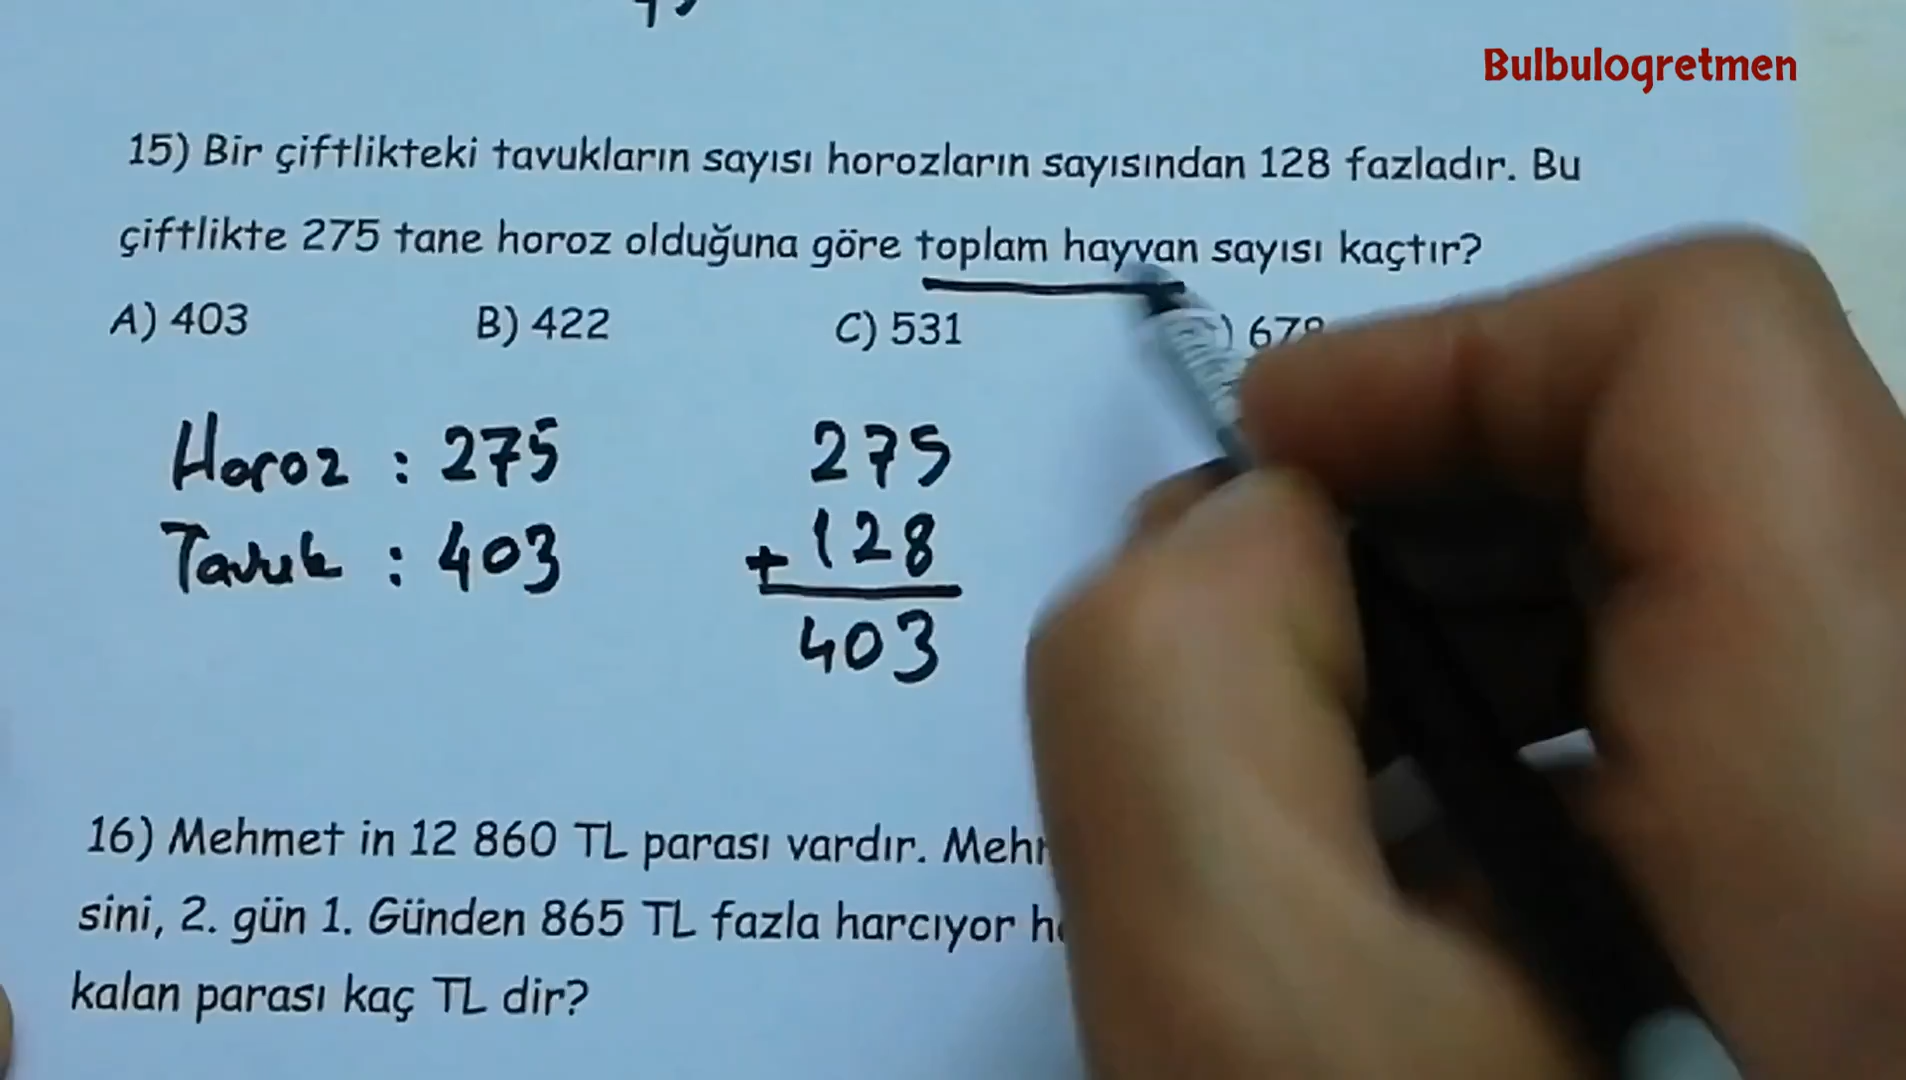 Bulbulogretmen
15) Bir çiftlikteki tavukların sayısı horozların sayısından 128 fazladır. Bu
çiftlikte 275 tane horoz olduğuna göre toplam hayvan sayısı kaçtır?
A) 403 B) 422 C) 531 ) 678
Horoz : 275
Tavuk : 403
275
+ 128
403
16) Mehmet in 12 860 TL parası vardır.
sini, 2. gün 1. Günden 865 TL fazla harcıyor
kalan parası kaç TL dir?